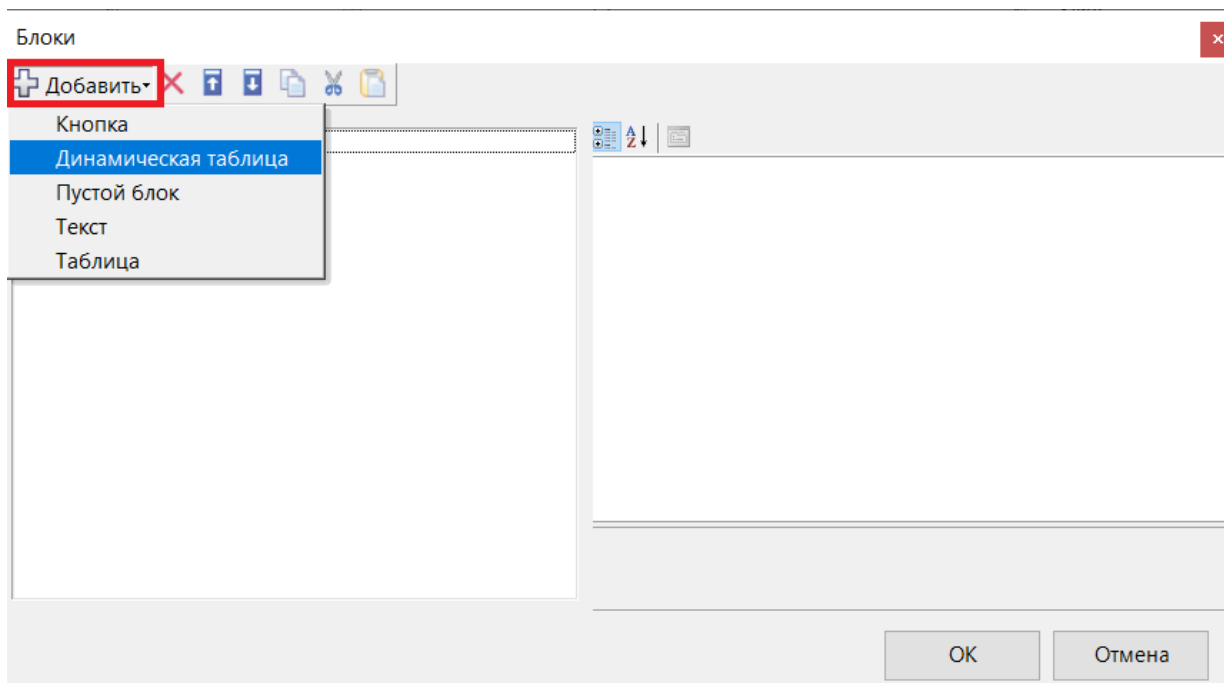 Блоки
Добавить
Кнопка
Динамическая таблица
Пустой блок
Текст
Таблица
A
Z
OK
Отмена